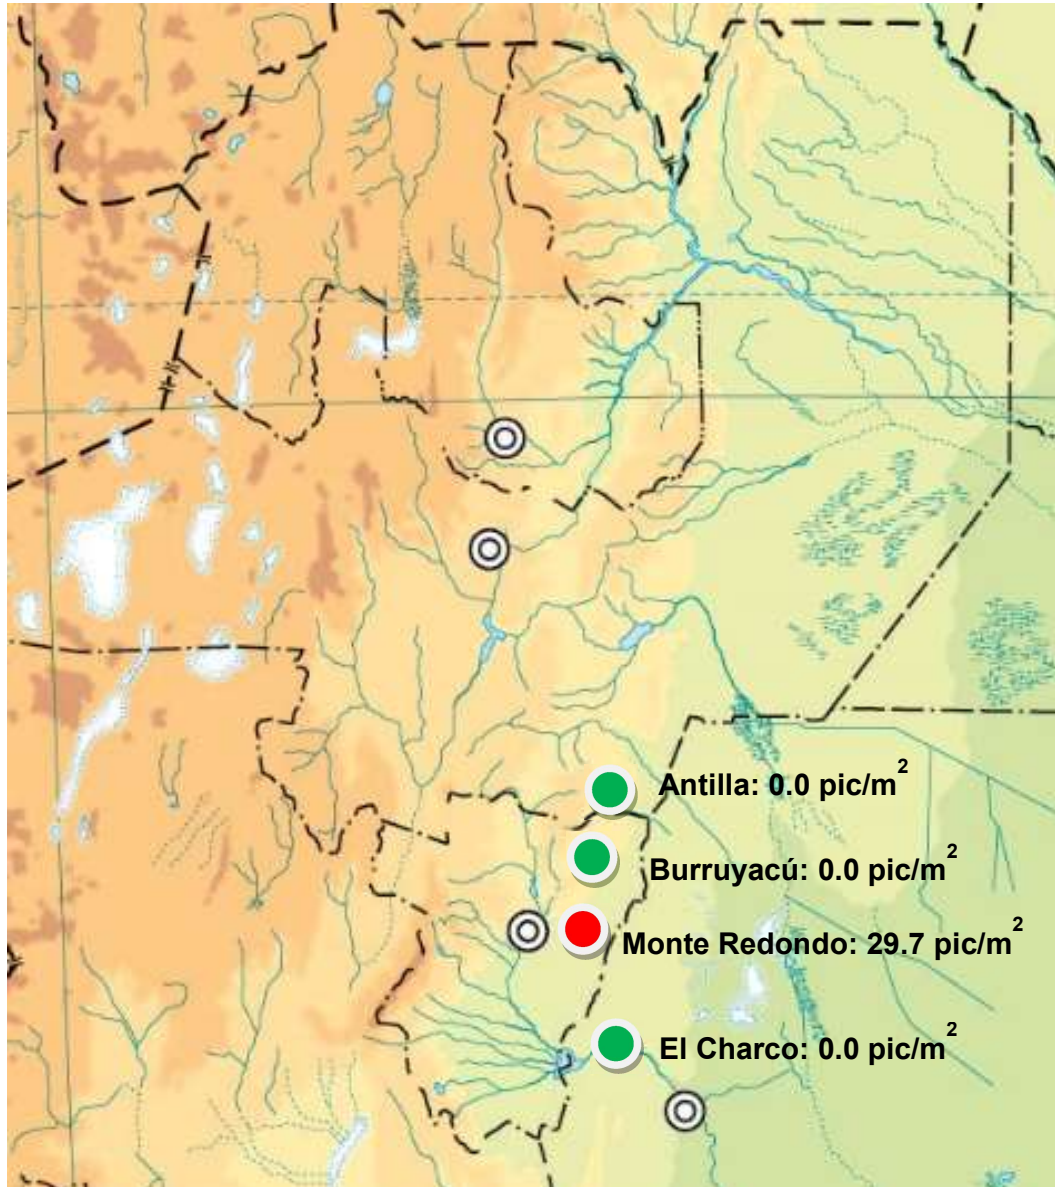 Antilla: 0.0 pic/m²
Burruyacú: 0.0 pic/m²
Monte Redondo: 29.7 pic/m²
El Charco: 0.0 pic/m²